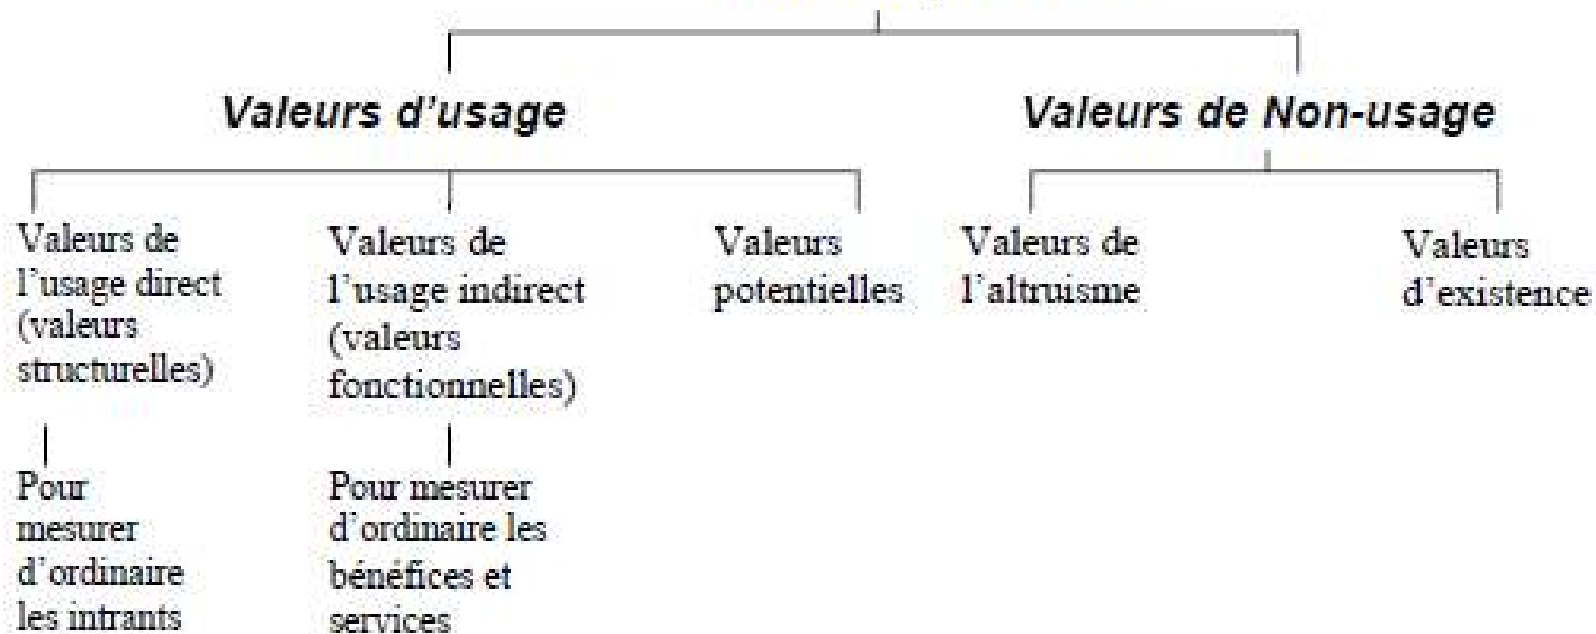 Valeurs d'usage
Valeurs de Non-usage
Valeurs de
l'usage direct
(valeurs
structurelles)
Valeurs de
l'usage indirect
(valeurs
fonctionnelles)
Valeurs
potentielles
Valeurs de
l'altruisme
Valeurs
d'existence
Pour
mesurer
d'ordinaire
les intrants
Pour mesurer
d'ordinaire les
bénéfices et
services